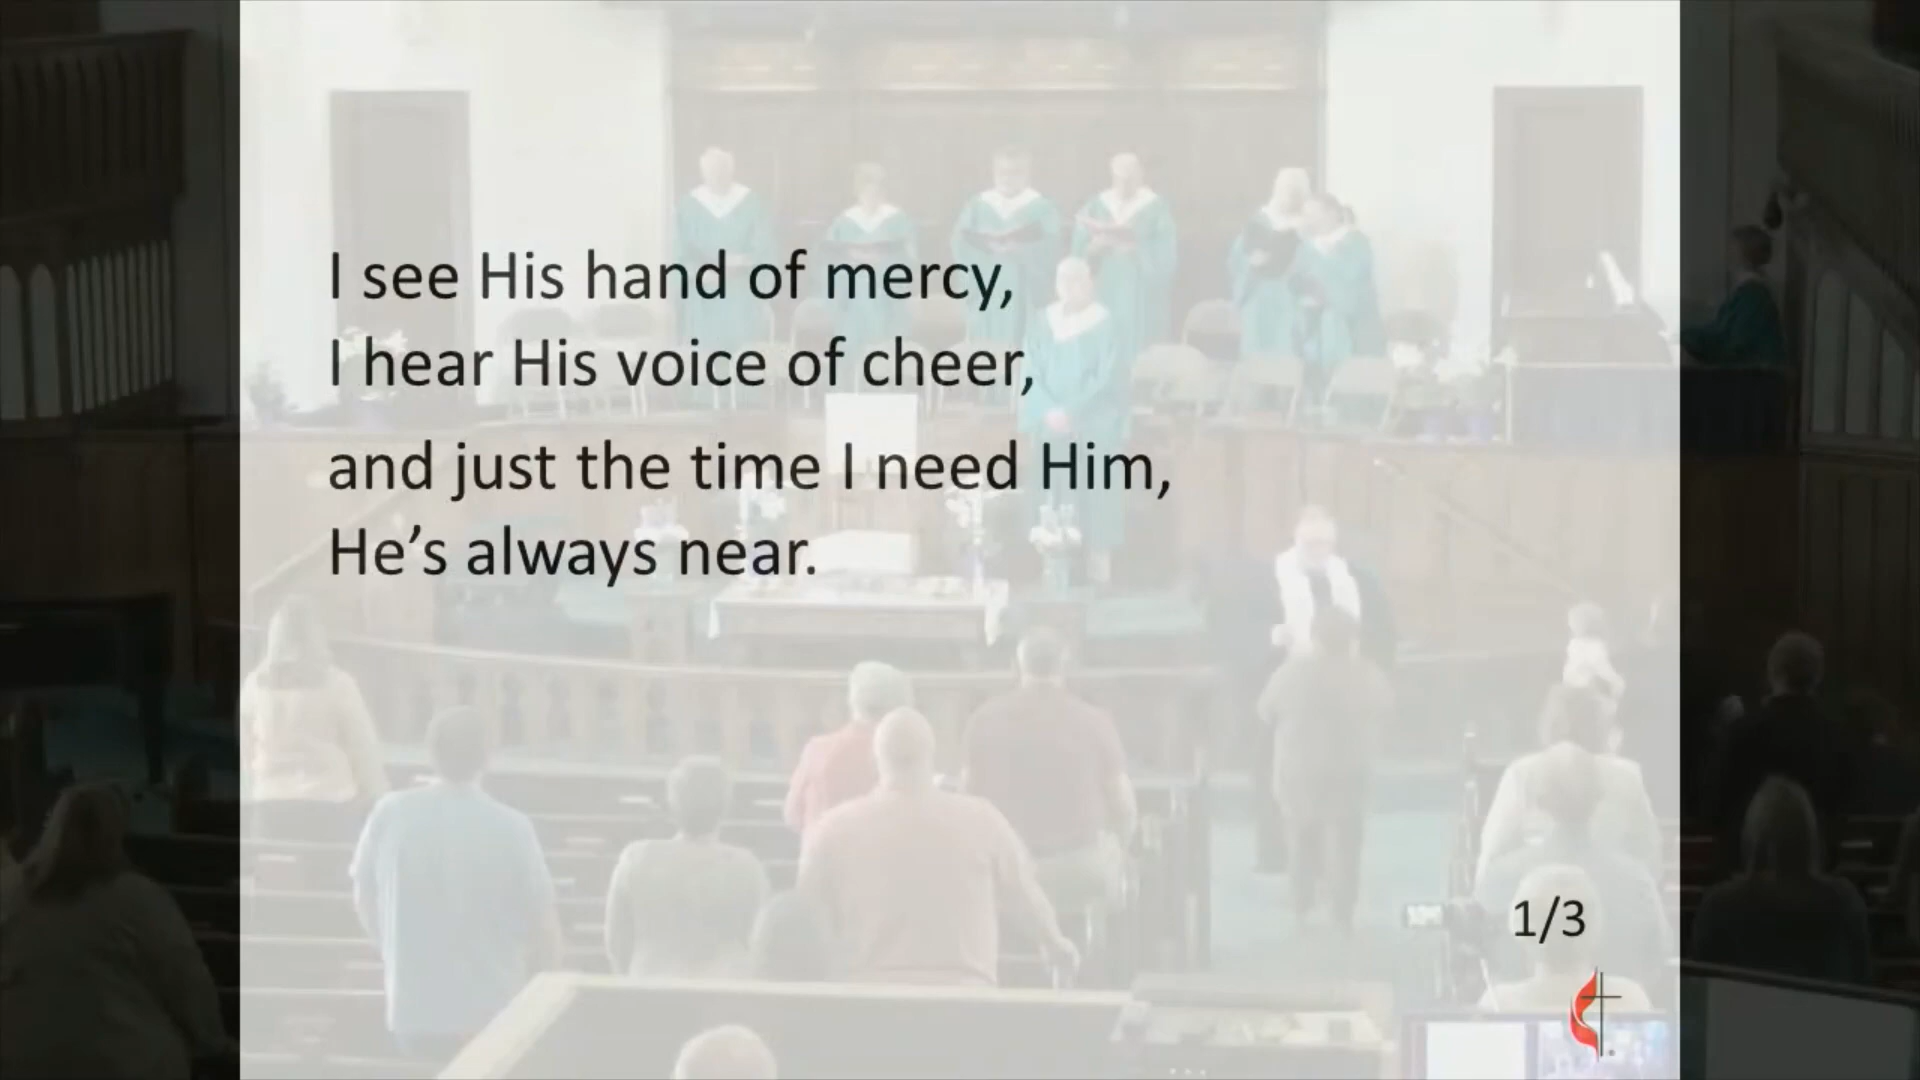 I see His hand of mercy,
I hear His voice of cheer,
and just the time I need Him,
He’s always near.
1/3